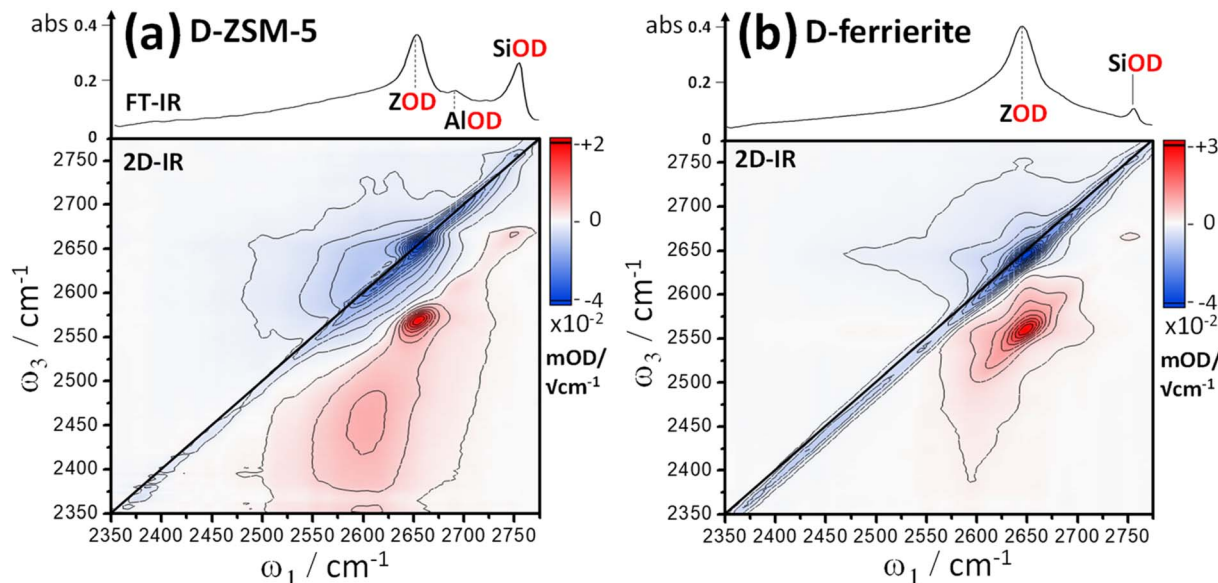 abs
0.4
(a) D-ZSM-5
SiOD
0.2
FT-IR
ZOD
AlOD
0
2D-IR
2750
2700
2650
2600
2550
2500
2450
2400
2350
ω3 / cm-1
2350 2400 2450 2500 2550 2600 2650 2700 2750
ω1 / cm-1
+2
0
-4
x10-2
mOD/
√cm-1
abs
0.4
(b) D-ferrierite
SiOD
0.2
ZOD
0
2D-IR
2750
2700
2650
2600
2550
2500
2450
2400
2350
ω3 / cm-1
2350 2400 2450 2500 2550 2600 2650 2700 2750
ω1 / cm-1
+3
0
-4
x10-2
mOD/
√cm-1